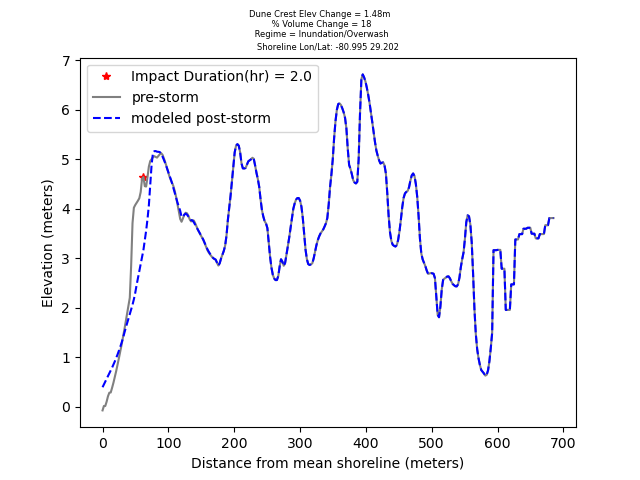 Dune Crest Elev Change = 1.48m
% Volume Change = 18
Regime = Inundation/Overwash
Shoreline Lon/Lat: -80.995 29.202
Impact Duration(hr) = 2.0
pre-storm
modeled post-storm
Elevation (meters)
7
6
5
4
3
2
1
0
0 100 200 300 400 500 600 700
Distance from mean shoreline (meters)